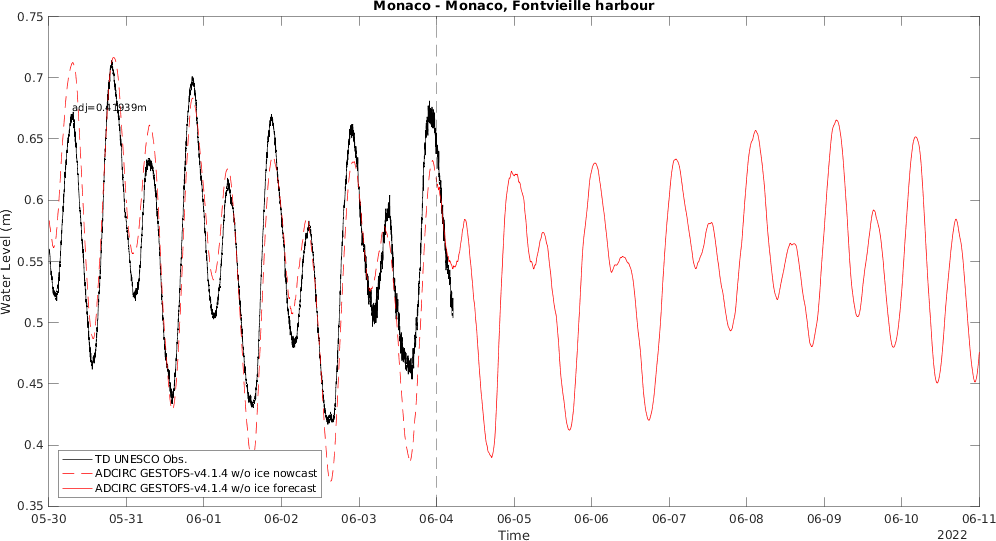 Monaco - Monaco, Fontvieille harbour
0.75
0.7
0.65
0.6
0.55
0.5
0.45
0.4
0.35
Water Level (m)
adj=0.41939m
TD UNESCO Obs.
ADCIRC GESTOFS-v4.1.4 w/o ice nowcast
ADCIRC GESTOFS-v4.1.4 w/o ice forecast
05-30 05-31 06-01 06-02 06-03 06-04 06-05 06-06 06-07 06-08 06-09 06-10 06-11
Time
2022